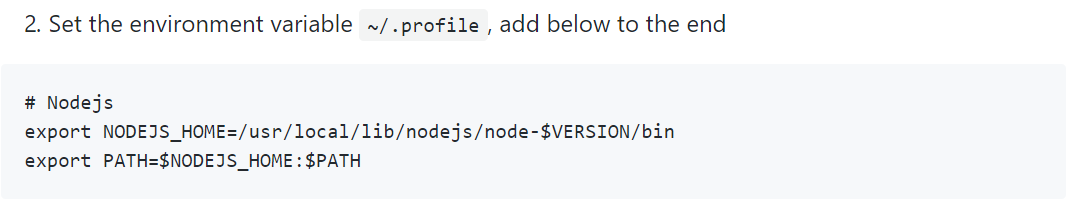 2. Set the environment variable ~/.profile, add below to the end
# Nodejs
export NODEJS_HOME=/usr/local/lib/nodejs/node-$VERSION/bin
export PATH=$NODEJS_HOME:$PATH